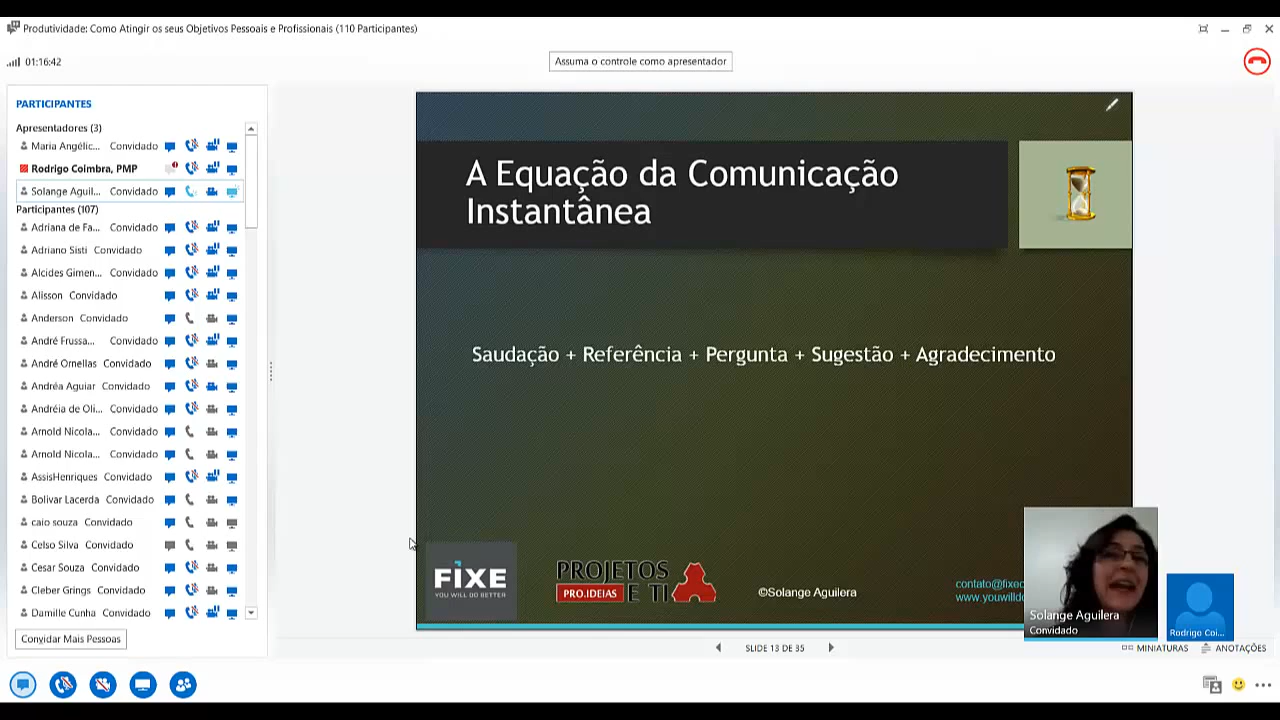 Produtividade: Como Atingir os seus Objetivos Pessoais e Profissionais (110 Participantes)
01:16:42
Assuma o controle como apresentador
PARTICIPANTES
Apresentadores (3)
Maria Angélic... Convidado
Rodrigo Coimbra, PMP
Solange Aguil... Convidado
Participantes (107)
Adriana de Fa... Convidado
Adriano Sisti Convidado
Alcides Gimen... Convidado
Alisson Convidado
Anderson Convidado
André Frussa... Convidado
André Ornellas Convidado
Andréa Aguiar Convidado
Andréia de Oli... Convidado
Arnold Nicola... Convidado
Arnold Nicola... Convidado
AssisHenriques Convidado
Bolivar Lacerda Convidado
caio souza Convidado
Celso Silva Convidado
Cesar Souza Convidado
Cleber Grings Convidado
Damille Cunha Convidado
Convidar Mais Pessoas
A Equação da Comunicação
Instantânea
Saudação + Referência + Pergunta + Sugestão + Agradecimento
FIXE
YOU WILL DO BETTER
PROJETOS
PRO.IDEIAS E TI
©Solange Aguilera
contato@fixec
www.youwilldo
Solange Aguilera
Convidado
Rodrigo Coi...
SLIDE 13 DE 35
MINIATURAS
ANOTAÇÕES